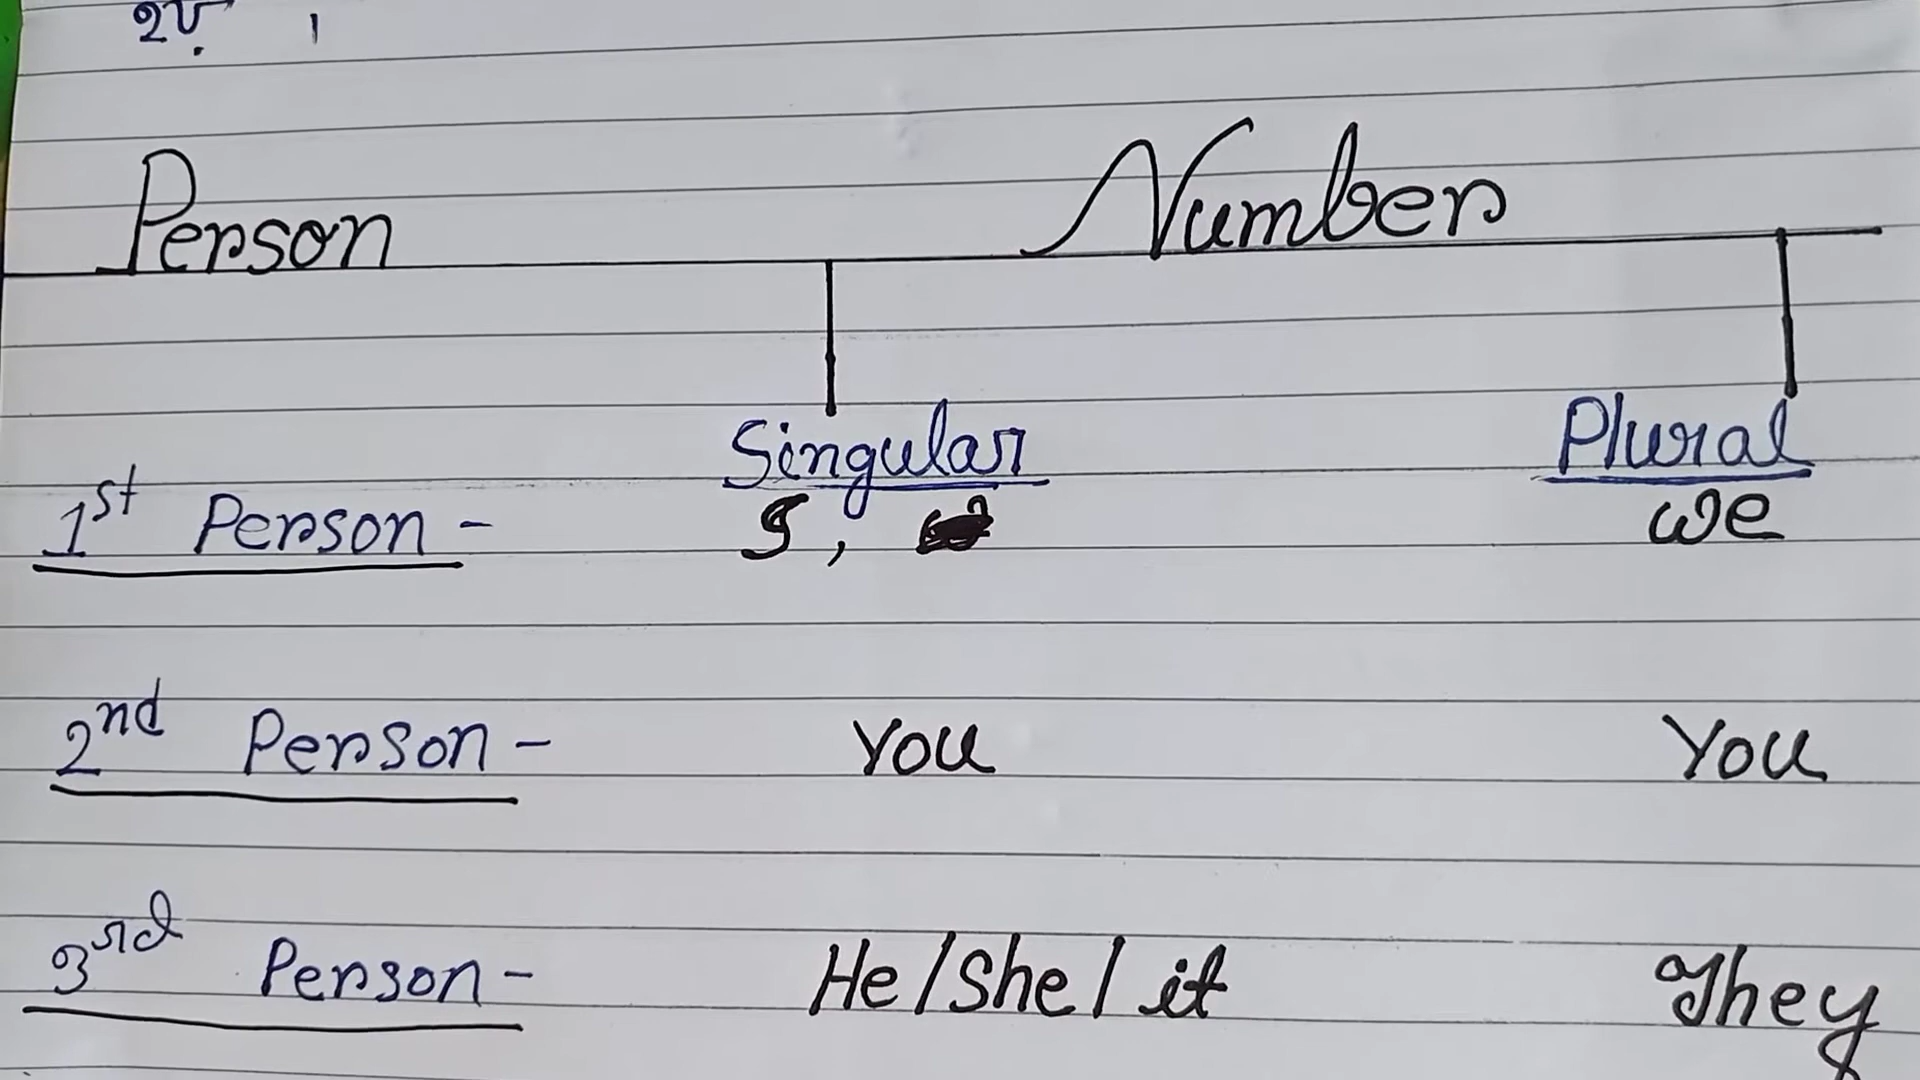 Person Number
Singular Plural
1st Person - I, we
2nd Person - You You
3rd Person - He/She/it They